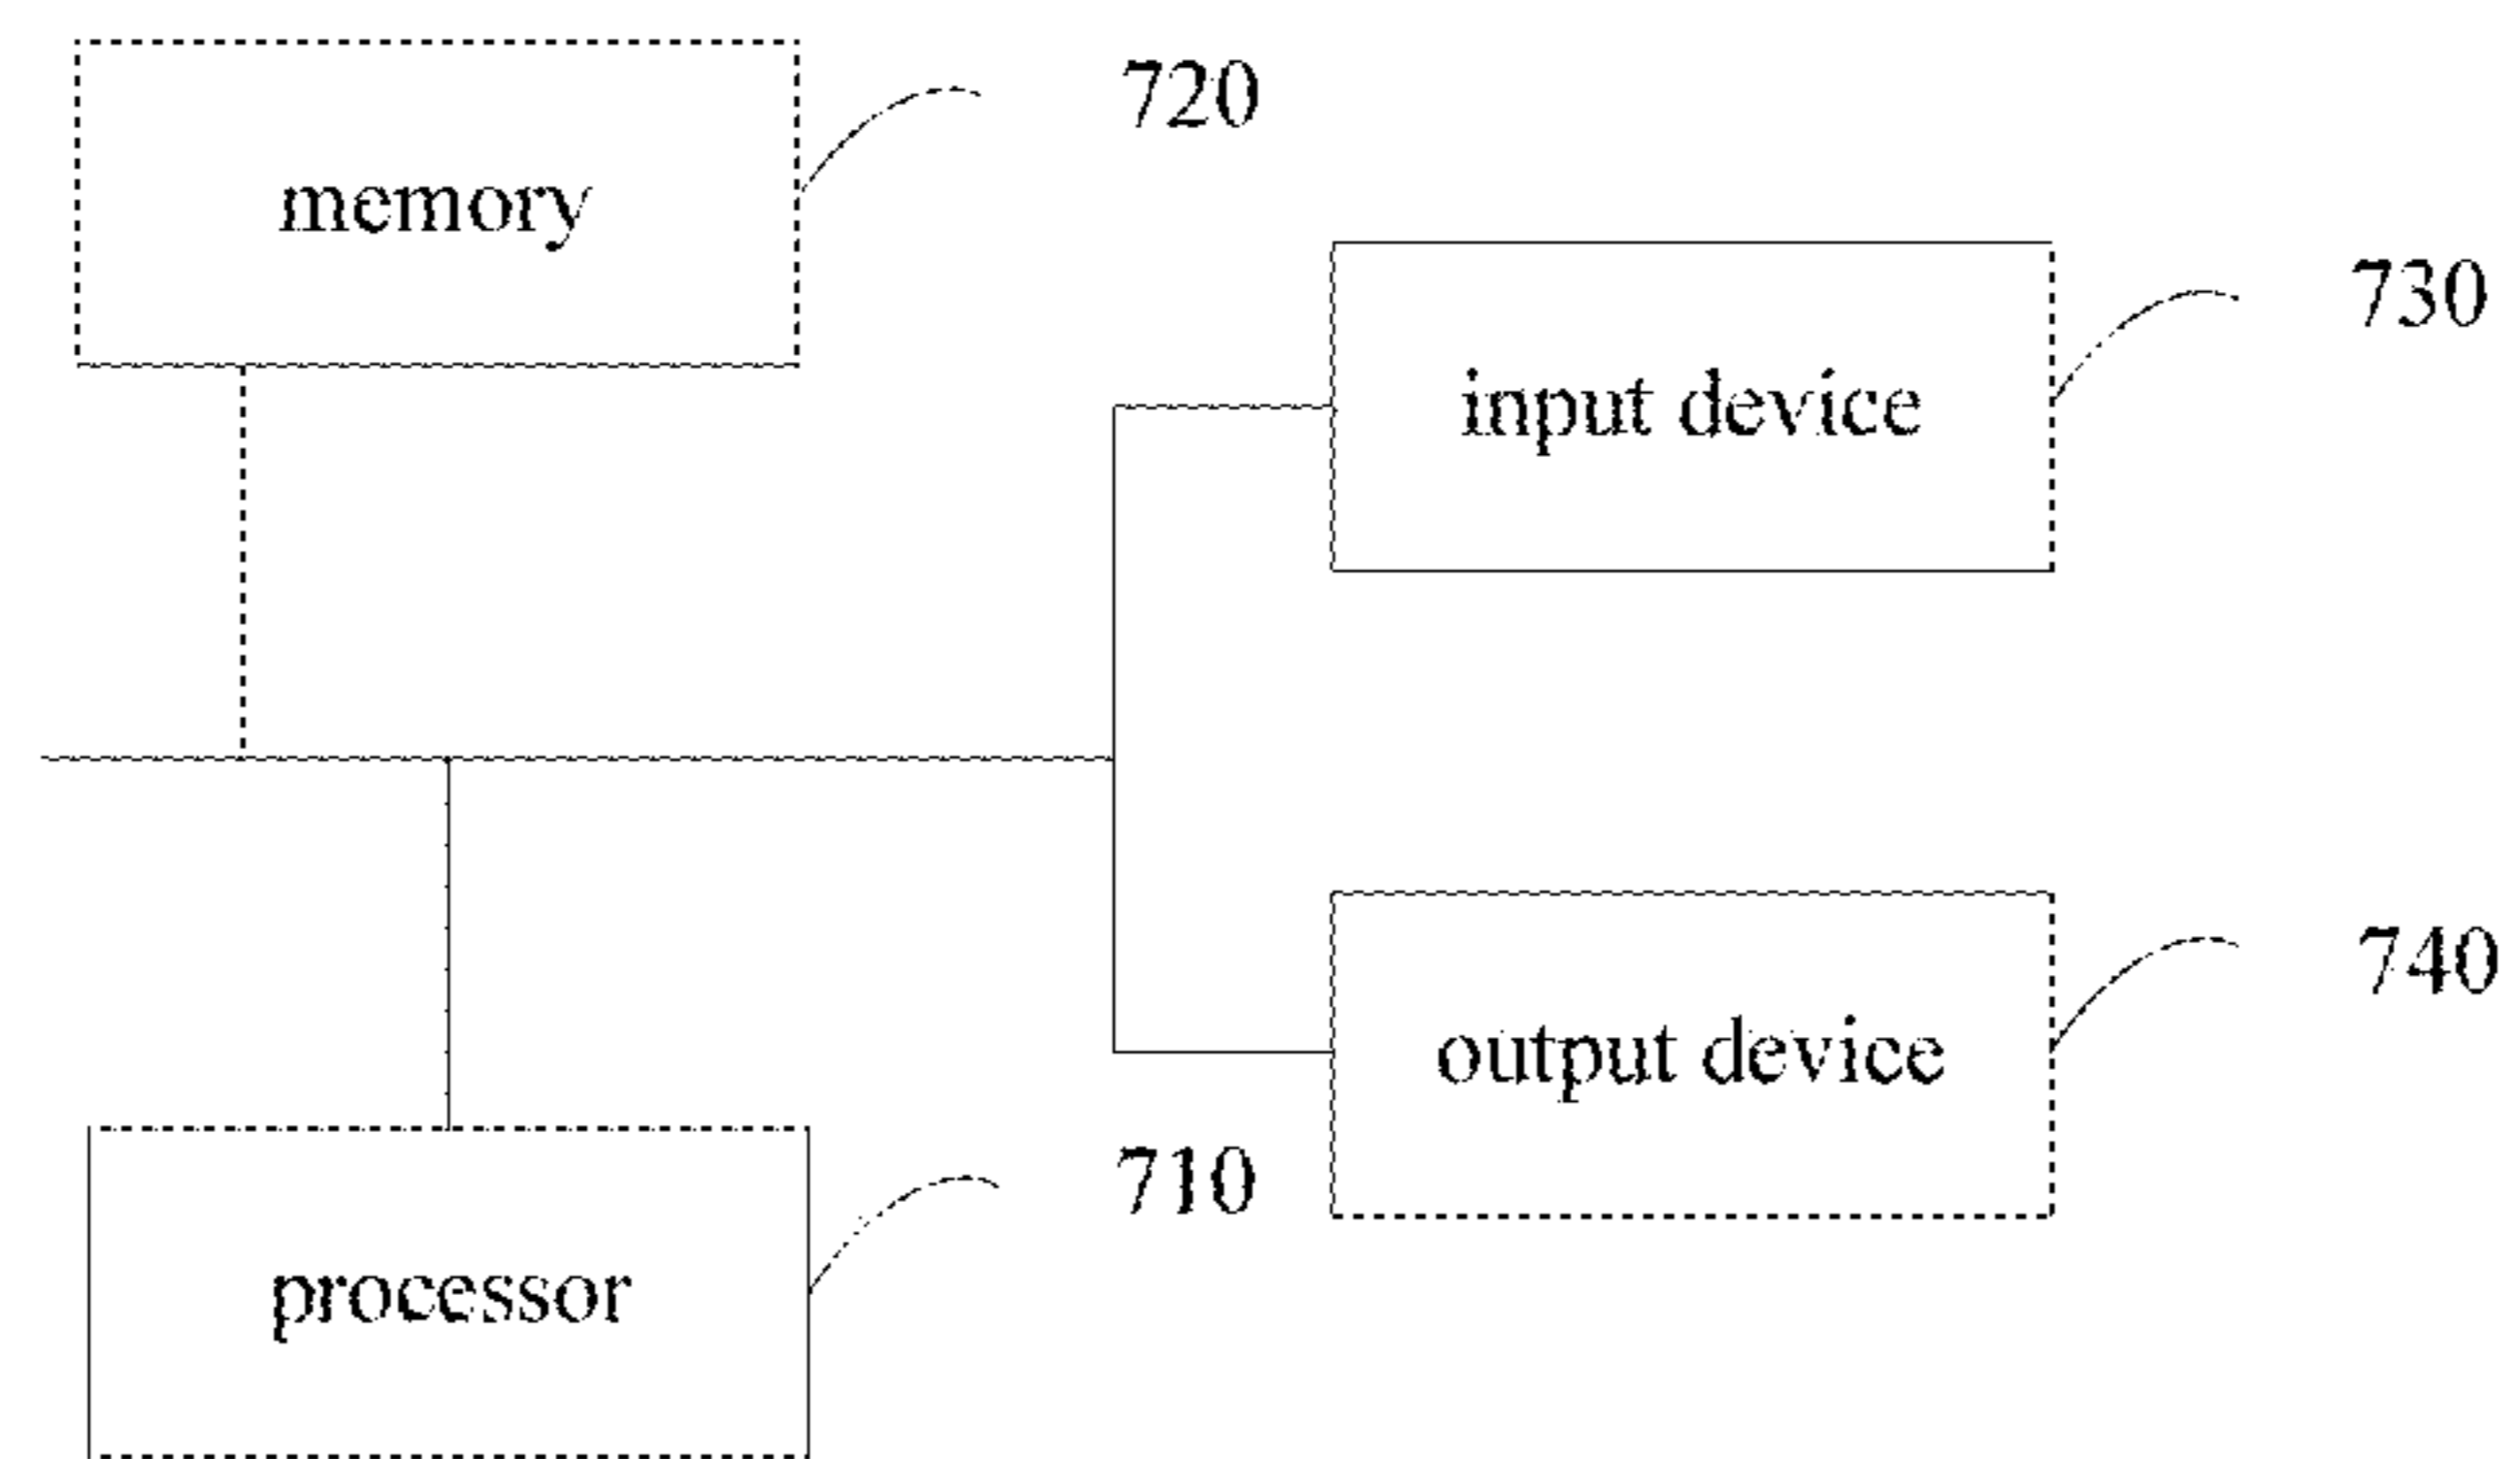 720
memory
730
input device
740
output device
710
processor